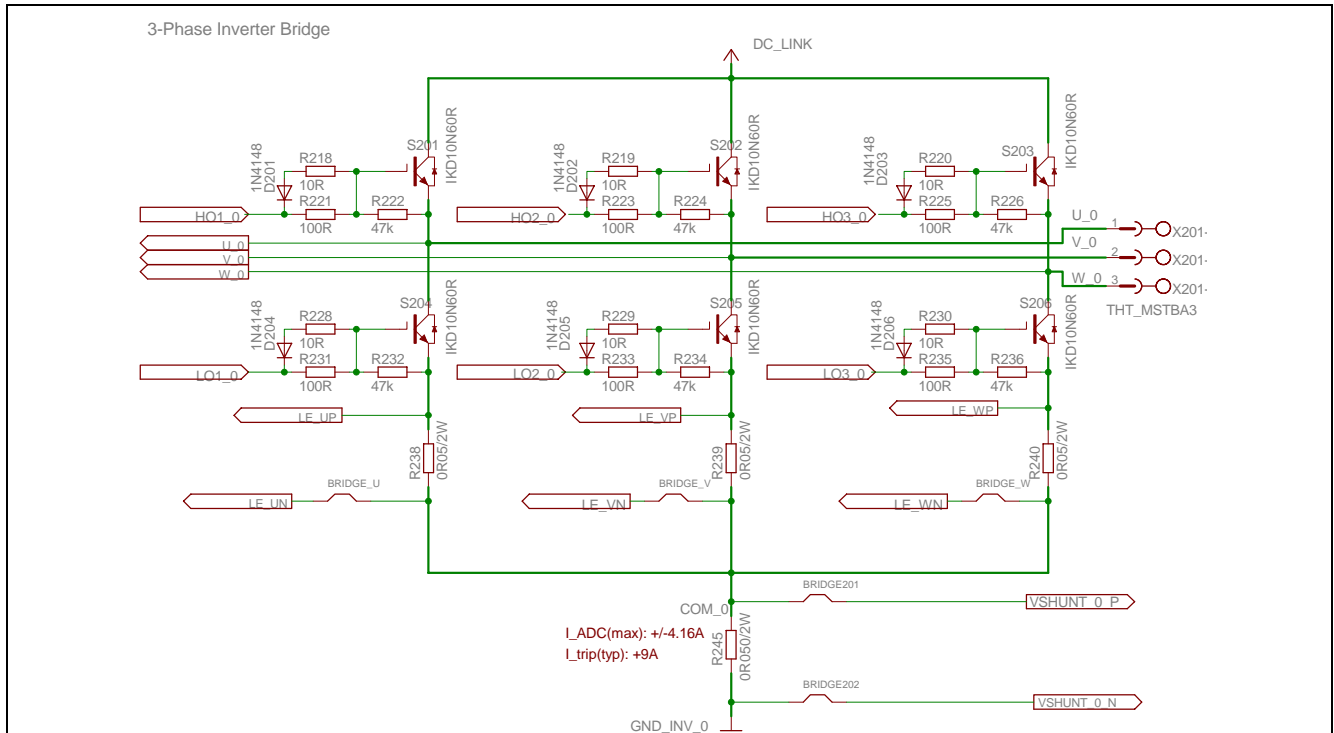 3-Phase Inverter Bridge
DC_LINK
S201
IKD10N60R
1N4148
D201
R218
10R
HO1_0
R221
100R
R222
47k
S202
IKD10N60R
1N4148
D202
R219
10R
HO2_0
R223
100R
R224
47k
S203
IKD10N60R
1N4148
D203
R220
10R
HO3_0
R225
100R
R226
47k
U_0
V_0
W_0
U_0
1
X201-
V_0
2
X201-
W_0
3
X201-
THT_MSTBA3
S204
IKD10N60R
1N4148
D204
R228
10R
LO1_0
R231
100R
R232
47k
S205
IKD10N60R
1N4148
D205
R229
10R
LO2_0
R233
100R
R234
47k
S206
IKD10N60R
1N4148
D206
R230
10R
LO3_0
R235
100R
R236
47k
LE_UP
LE_VP
LE_WP
R238
0R05/2W
R239
0R05/2W
R240
0R05/2W
LE_UN
BRIDGE_U
LE_VN
BRIDGE_V
LE_WN
BRIDGE_W
BRIDGE201
VSHUNT_0_P
COM_0
I_ADC(max): +/-4.16A
I_trip(typ): +9A
R245
0R050/2W
BRIDGE202
VSHUNT_0_N
GND_INV_0